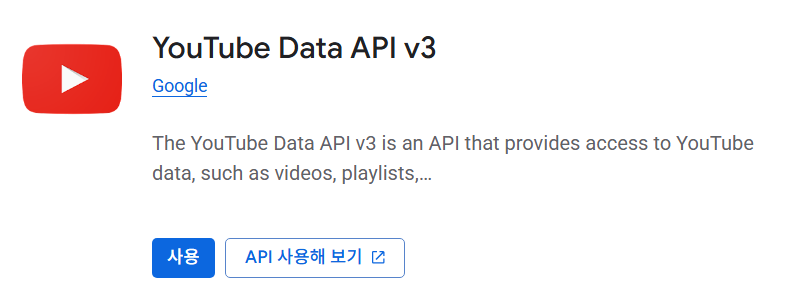 YouTube Data API v3
Google
The YouTube Data API v3 is an API that provides access to YouTube
data, such as videos, playlists,...
사용
API 사용해 보기